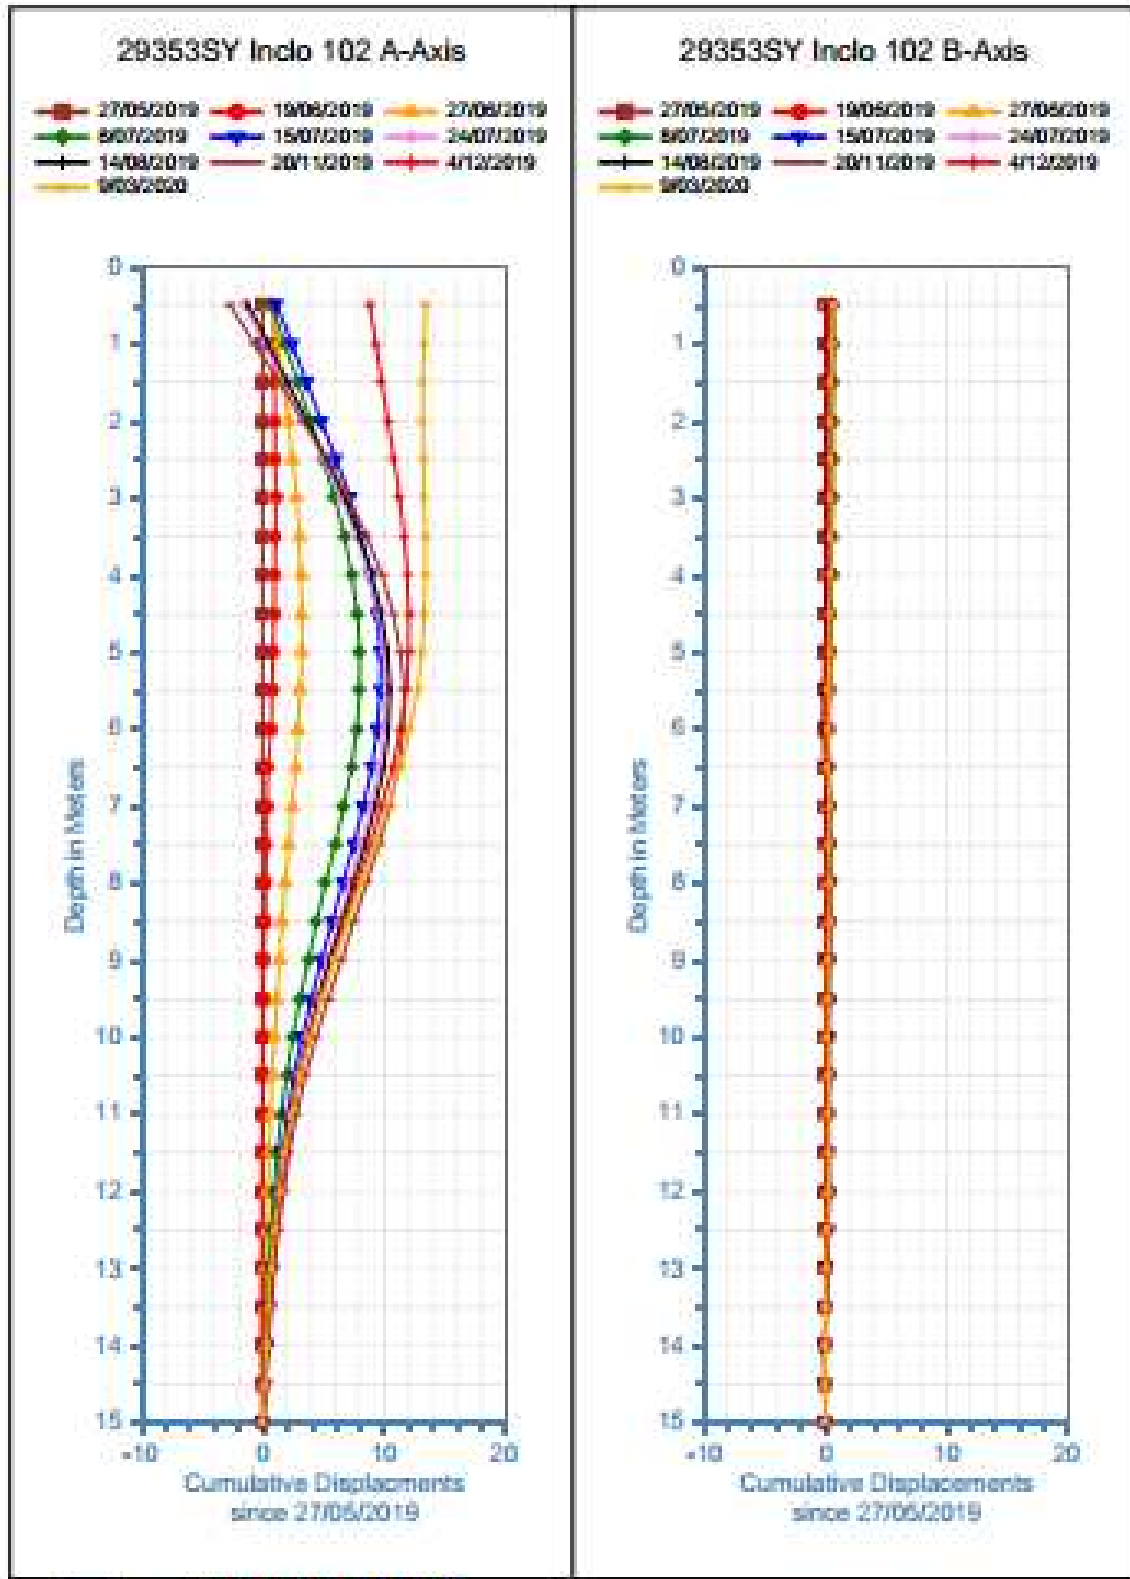 29353SY Inclo 102 A-Axis
27/05/2019 19/06/2019 27/06/2019
8/07/2019 15/07/2019 24/07/2019
14/08/2019 20/11/2019 4/12/2019
9/03/2020
0
1
2
3
4
5
6
7
8
9
10
11
12
13
14
15
Depth in Meters
-10 0 10 20
Cumulative Displacments
since 27/05/2019
29353SY Inclo 102 B-Axis
27/05/2019 19/06/2019 27/06/2019
8/07/2019 15/07/2019 24/07/2019
14/08/2019 20/11/2019 4/12/2019
9/03/2020
0
1
2
3
4
5
6
7
8
9
10
11
12
13
14
15
Depth in Meters
-10 0 10 20
Cumulative Displacements
since 27/05/2019